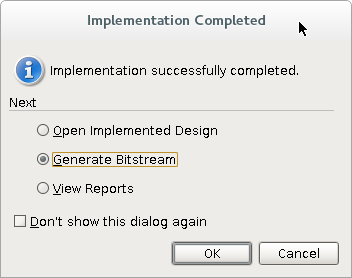 Implementation Completed
Implementation successfully completed.
Next
Open Implemented Design
Generate Bitstream
View Reports
Don't show this dialog again
OK Cancel